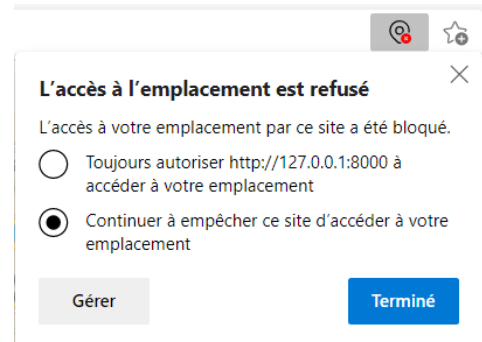 L'accès à l'emplacement est refusé
L'accès à votre emplacement par ce site a été bloqué.
Toujours autoriser http://127.0.0.1:8000 à
accéder à votre emplacement
Continuer à empêcher ce site d'accéder à votre
emplacement
Gérer
Terminé